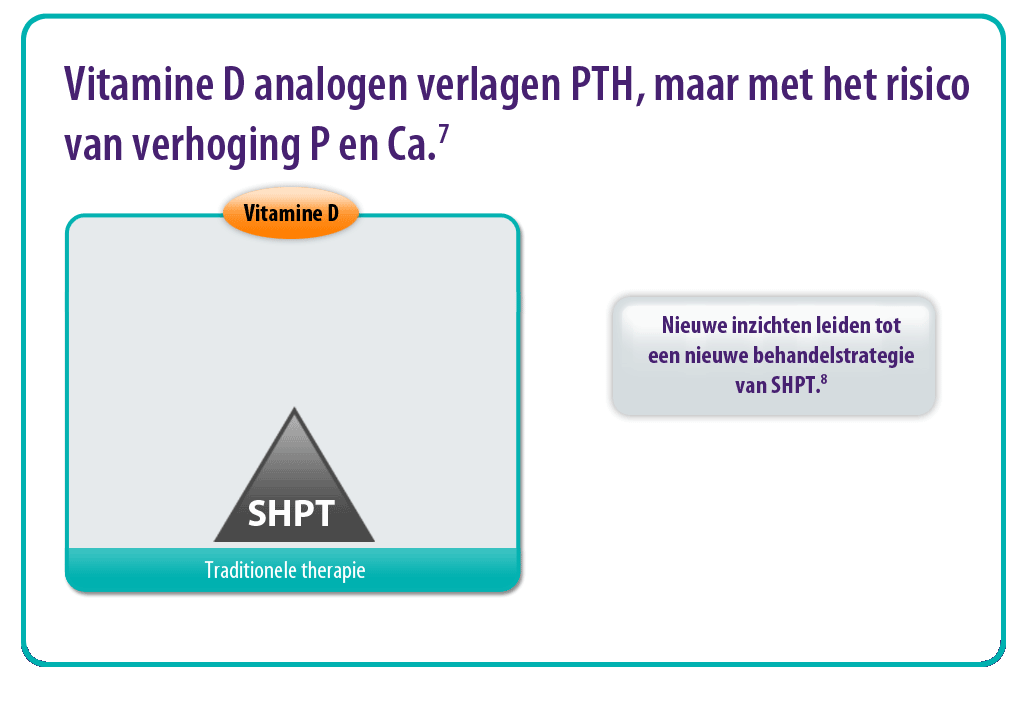 Vitamine D analogen verlagen PTH, maar met het risico
van verhoging P en Ca.⁷
Vitamine D
Nieuwe inzichten leiden tot
een nieuwe behandelstrategie
van SHPT.⁸
SHPT
Traditionele therapie